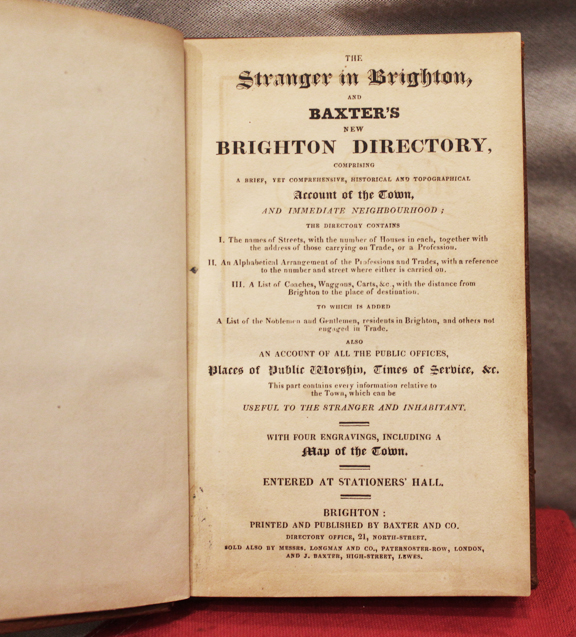 THE
Stranger in Brighton,
AND
BAXTER'S
NEW
BRIGHTON DIRECTORY,
COMPRISING
A BRIEF, YET COMPREHENSIVE, HISTORICAL AND TOPOGRAPHICAL
Account of the Town,
AND IMMEDIATE NEIGHBOURHOOD;
THE DIRECTORY CONTAINS
I. The names of Streets, with the number of Houses in each, together with
the address of those carrying on Trade, or a Profession.
II. An Alphabetical Arrangement of the Professions and Trades, with a reference
to the number and street where either is carried on.
III. A List of Coaches, Waggons, Carts, &c., with the distance from
Brighton to the place of destination.
TO WHICH IS ADDED
A List of the Noblemen and Gentlemen, residents in Brighton, and others not
engaged in Trade.
ALSO
AN ACCOUNT OF ALL THE PUBLIC OFFICES,
Places of Public Worship, Times of Service, &c.
This part contains every information relative to
the Town, which can be
USEFUL TO THE STRANGER AND INHABITANT.
WITH FOUR ENGRAVINGS, INCLUDING A
Map of the Town.
ENTERED AT STATIONERS' HALL.
BRIGHTON:
PRINTED AND PUBLISHED BY BAXTER AND CO.
DIRECTORY OFFICE, 21, NORTH-STREET.
SOLD ALSO BY MESSRS. LONGMAN AND CO., PATERNOSTER-ROW, LONDON,
AND J. BAXTER, HIGH-STREET, LEWES.